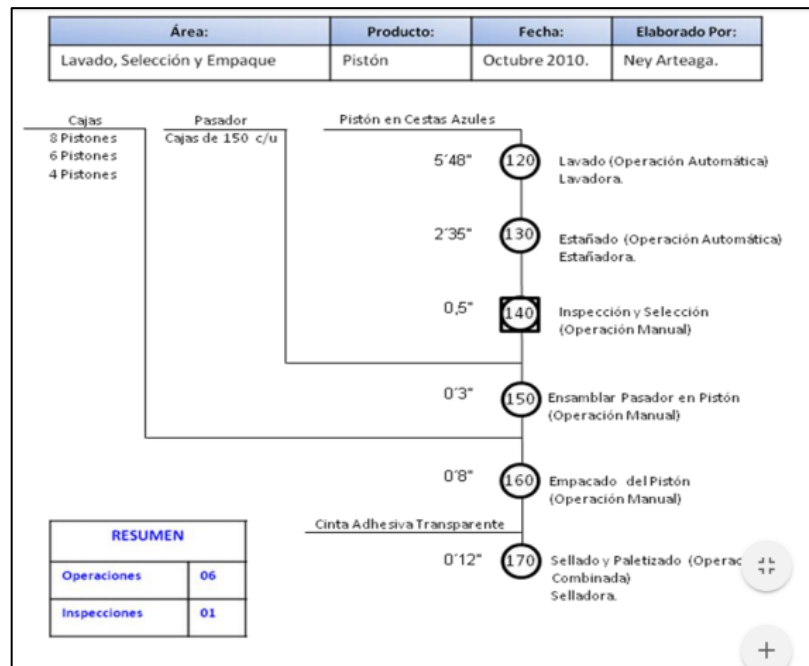 Área: Producto: Fecha: Elaborado Por:
Lavado, Selección y Empaque Pistón Octubre 2010. Ney Arteaga.
Cajas
8 Pistones
6 Pistones
4 Pistones
Pasador
Cajas de 150 c/u
Pistón en Cestas Azules
5´48" 120 Lavado (Operación Automática)
Lavadora.
2´35" 130 Estañado (Operación Automática)
Estañadora.
0,5" 140 Inspección y Selección
(Operación Manual)
0´3" 150 Ensamblar Pasador en Pistón
(Operación Manual)
0´8" 160 Empacado del Pistón
(Operación Manual)
Cinta Adhesiva Transparente
0´12" 170 Sellado y Paletizado (Operac
Combinada)
Selladora.
RESUMEN
Operaciones 06
Inspecciones 01